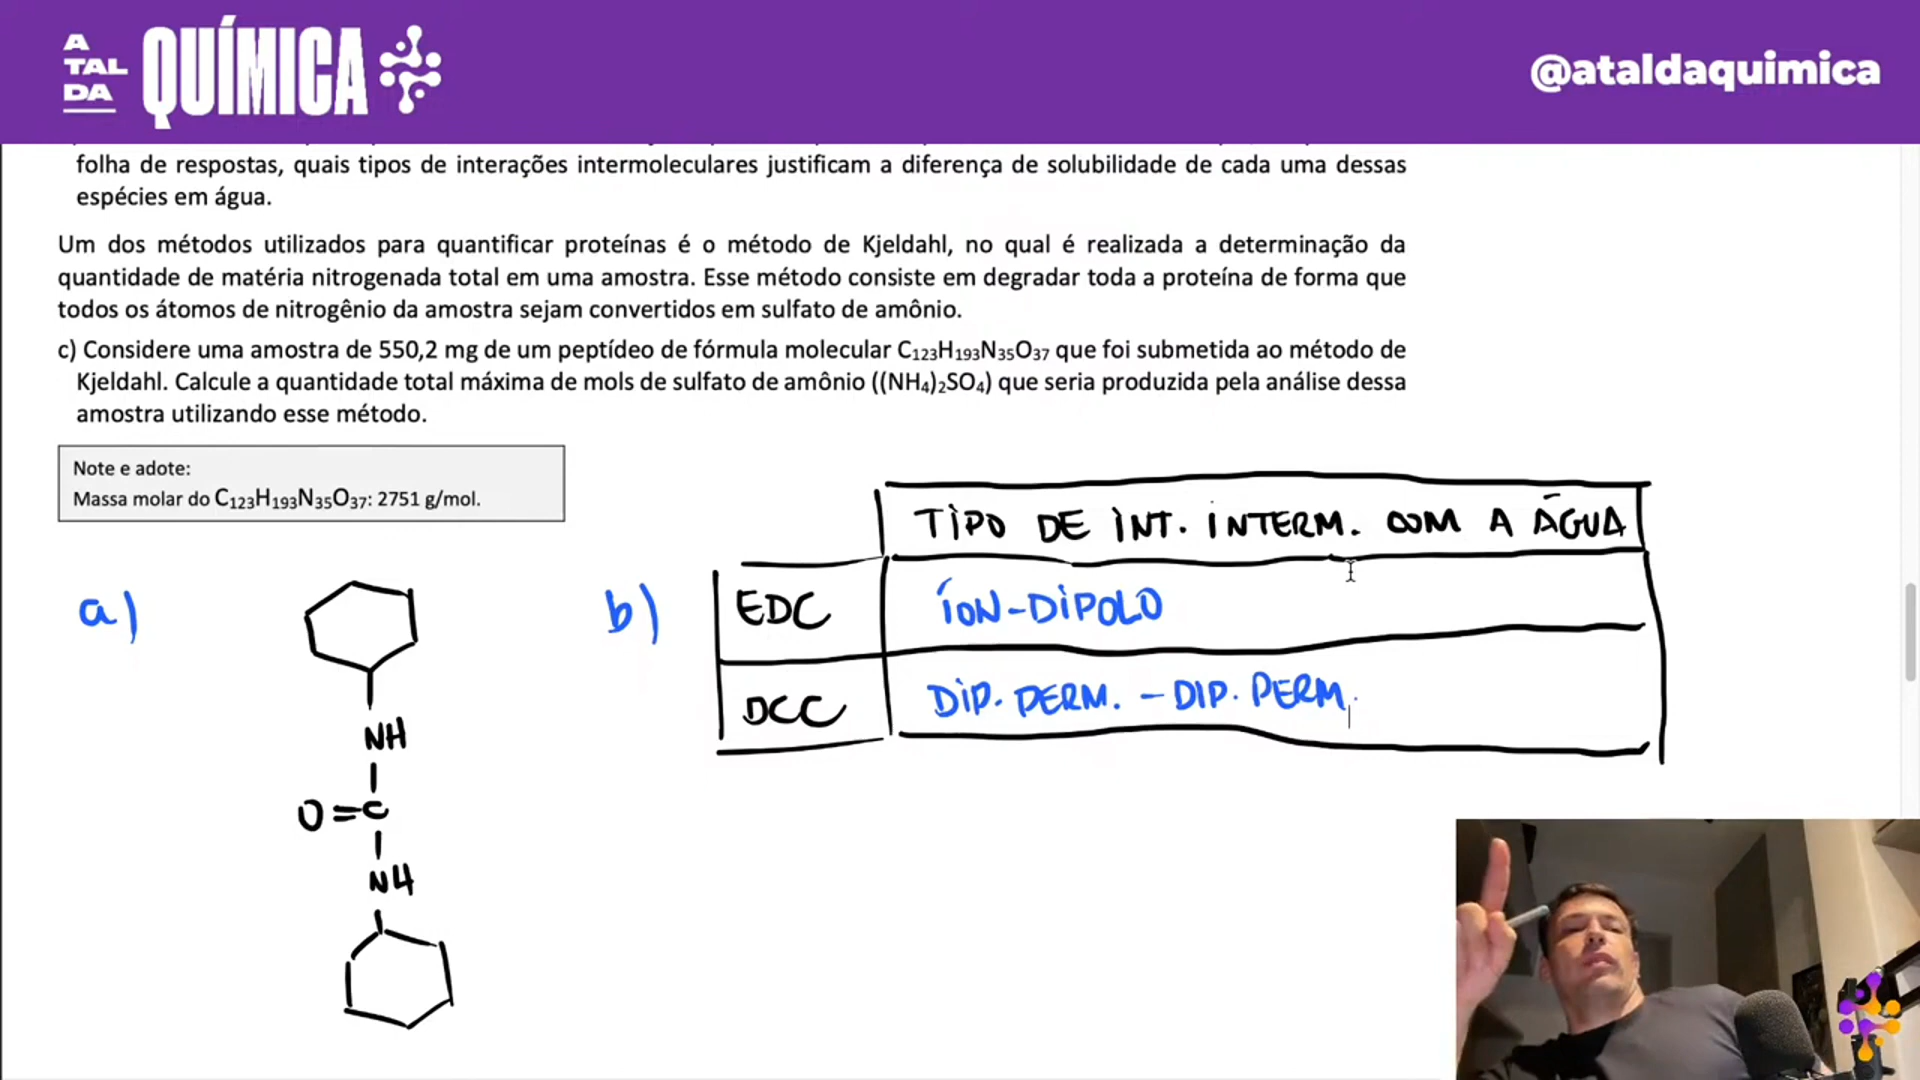 A TAL DA QUÍMICA
@ataldaquimica
folha de respostas, quais tipos de interações intermoleculares justificam a diferença de solubilidade de cada uma dessas
espécies em água.
Um dos métodos utilizados para quantificar proteínas é o método de Kjeldahl, no qual é realizada a determinação da
quantidade de matéria nitrogenada total em uma amostra. Esse método consiste em degradar toda a proteína de forma que
todos os átomos de nitrogênio da amostra sejam convertidos em sulfato de amônio.
c) Considere uma amostra de 550,2 mg de um peptídeo de fórmula molecular C₁₂₃H₁₉₃N₃₅O₃₇ que foi submetida ao método de
Kjeldahl. Calcule a quantidade total máxima de mols de sulfato de amônio ((NH₄)₂SO₄) que seria produzida pela análise dessa
amostra utilizando esse método.
Note e adote:
Massa molar do C₁₂₃H₁₉₃N₃₅O₃₇: 2751 g/mol.
TIPO DE INT. INTERM. COM A ÁGUA
a)
b)
EDC
ÍON-DIPOLO
DCC
DIP. PERM. - DIP. PERM.
NH
O=C
NH